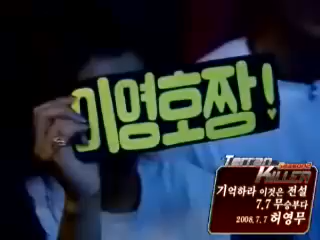 이영호짱!
Terran
KILLER
기억하라 이것은 전설
7.7 무승부다
2008.7.7 허영무